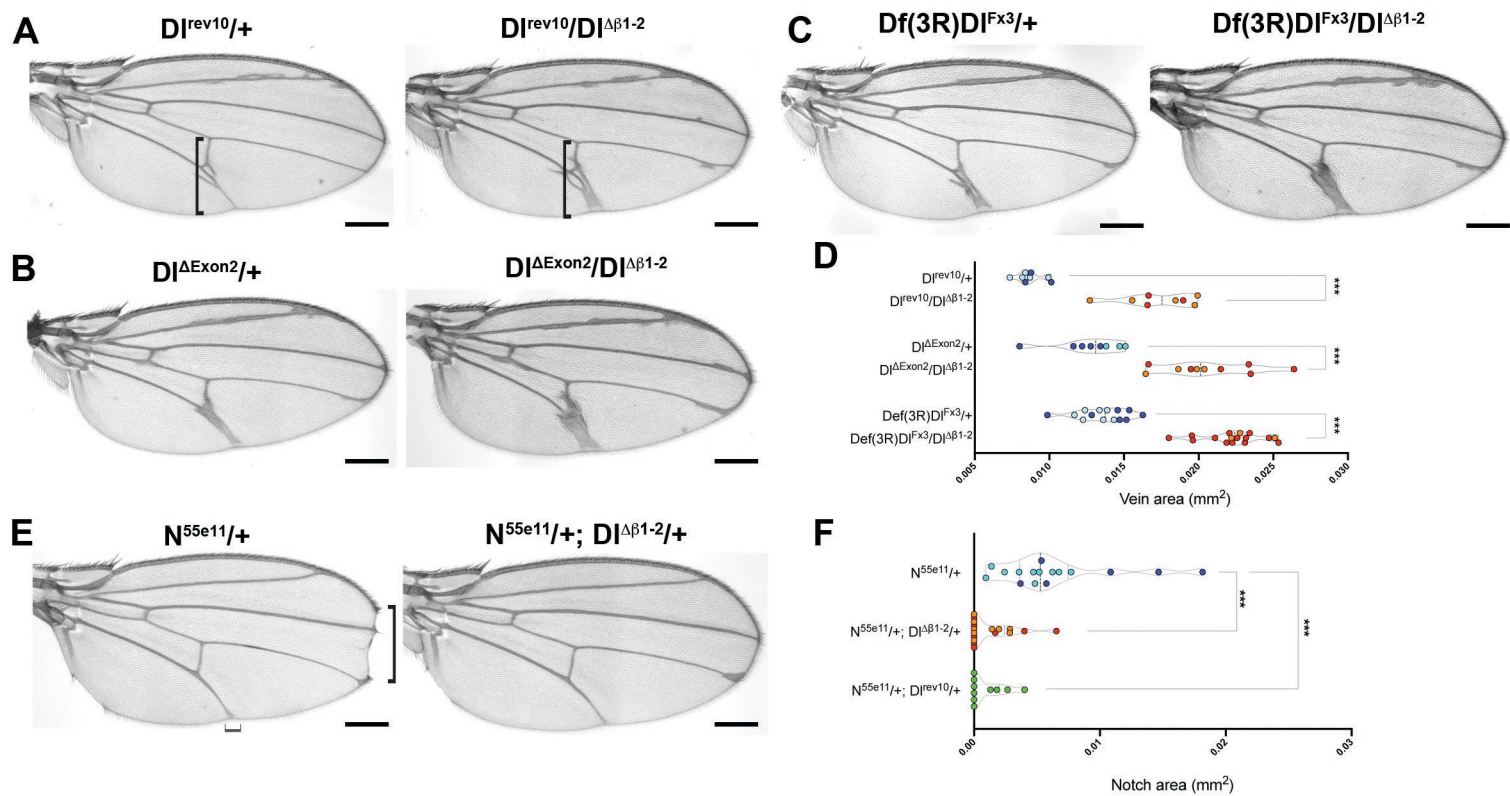 A
Dl^rev10/+
Dl^rev10/Dl^Δβ1-2
C
Df(3R)Dl^Fx3/+
Df(3R)Dl^Fx3/Dl^Δβ1-2
B
Dl^ΔExon2/+
Dl^ΔExon2/Dl^Δβ1-2
D
Dl^rev10/+
Dl^rev10/Dl^Δβ1-2
Dl^ΔExon2/+
Dl^ΔExon2/Dl^Δβ1-2
Def(3R)Dl^Fx3/+
Def(3R)Dl^Fx3/Dl^Δβ1-2
***
***
***
0.005 0.010 0.015 0.020 0.025 0.030
Vein area (mm²)
E
N^55e11/+
N^55e11/+; Dl^Δβ1-2/+
F
N^55e11/+
N^55e11/+; Dl^Δβ1-2/+
N^55e11/+; Dl^rev10/+
***
***
0.00 0.01 0.02 0.03
Notch area (mm²)